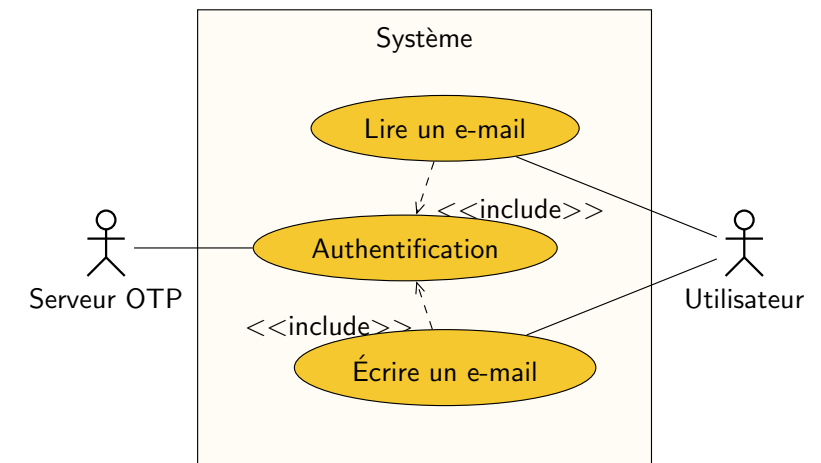 Système
Lire un e-mail
<<include>>
Authentification
Serveur OTP
Utilisateur
<<include>>
Écrire un e-mail